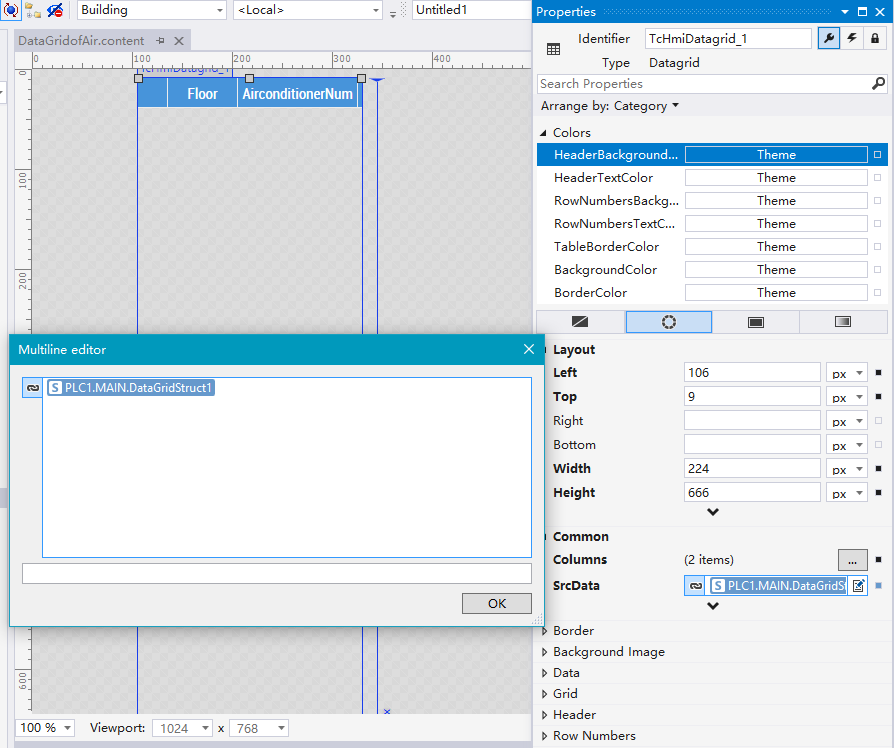 Building
<Local>
Untitled1
DataGridofAir.content
0 100 200 300 400
TcHmiDatagrid_1
Floor AirconditionerNum
0
100
200
600
Multiline editor
S PLC1.MAIN.DataGridStruct1
OK
100 % Viewport: 1024 x 768
Properties
Identifier TcHmiDatagrid_1
Type Datagrid
Search Properties
Arrange by: Category
Colors
HeaderBackground... Theme
HeaderTextColor Theme
RowNumbersBackg... Theme
RowNumbersTextC... Theme
TableBorderColor Theme
BackgroundColor Theme
BorderColor Theme
Layout
Left 106 px
Top 9 px
Right px
Bottom px
Width 224 px
Height 666 px
Common
Columns (2 items) ...
SrcData S PLC1.MAIN.DataGridSt
Border
Background Image
Data
Grid
Header
Row Numbers